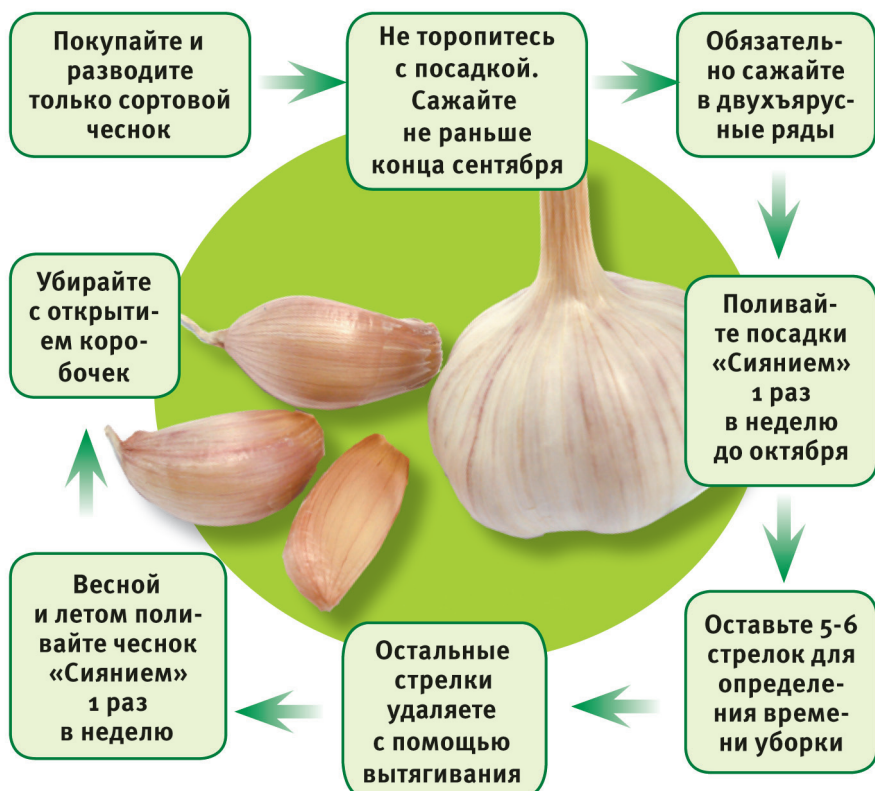 Покупайте и
разводите
только сортовой
чеснок
Не торопитесь
с посадкой.
Сажайте
не раньше
конца сентября
Обязатель-
но сажайте
в двухъярус-
ные ряды
Поливай-
те посадки
«Сиянием»
1 раз
в неделю
до октября
Оставьте 5-6
стрелок для
определе-
ния време-
ни уборки
Остальные
стрелки
удаляете
с помощью
вытягивания
Весной
и летом поли-
вайте чеснок
«Сиянием»
1 раз
в неделю
Убирайте
с открыти-
ем коро-
бочек